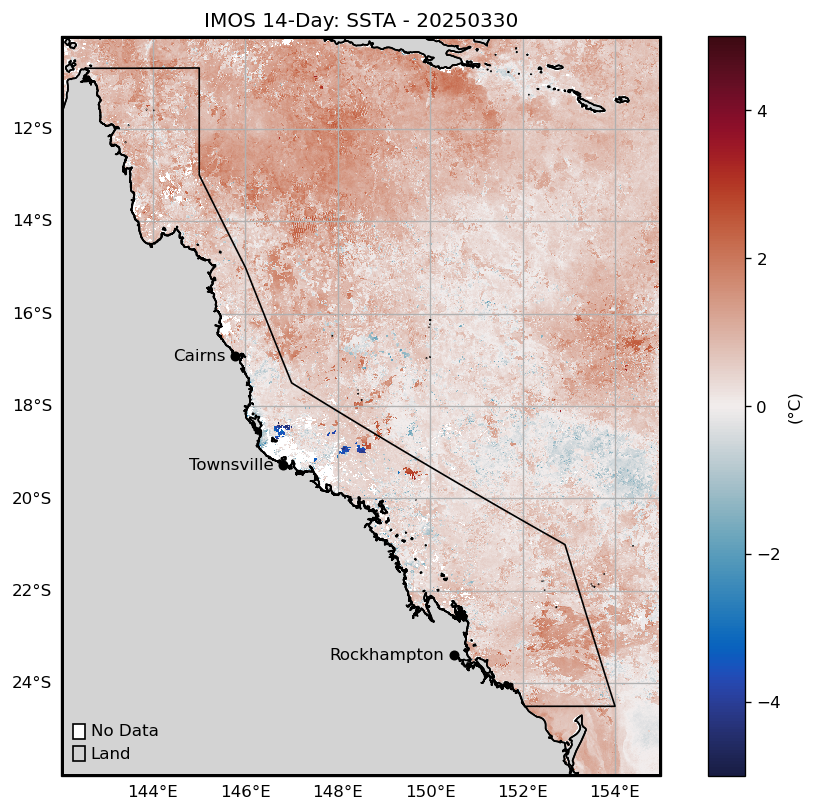 IMOS 14-Day: SSTA - 20250330
12°S
14°S
16°S
18°S
20°S
22°S
24°S
Cairns
Townsville
Rockhampton
No Data
Land
144°E 146°E 148°E 150°E 152°E 154°E
4
2
0
−2
−4
(°C)